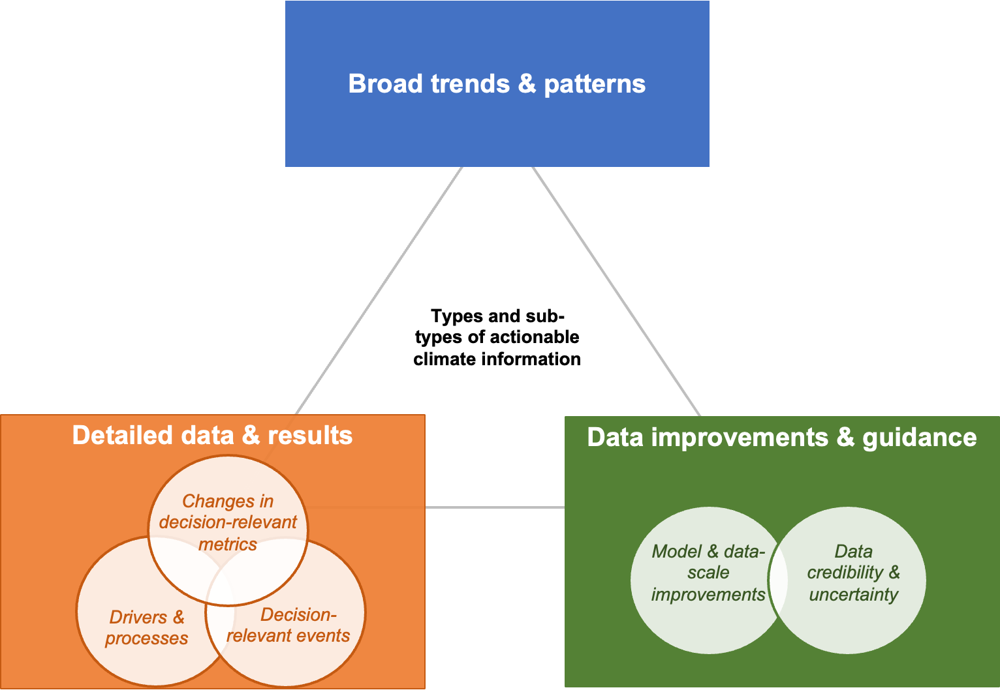 Broad trends & patterns
Types and sub-
types of actionable
climate information
Detailed data & results
Changes in
decision-relevant
metrics
Drivers &
processes
Decision-
relevant events
Data improvements & guidance
Model & data-
scale
improvements
Data
credibility &
uncertainty